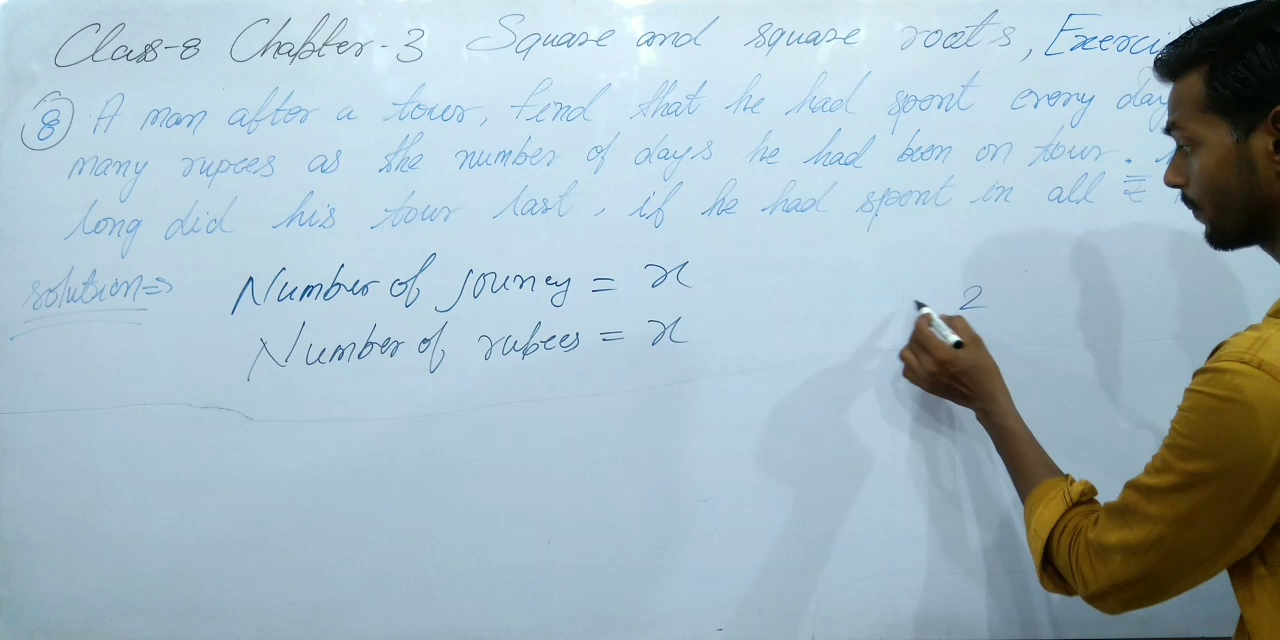 Class-8 Chapter-3 Square and square roots, Exerci
8 A man after a tour, find that he had spent every day
many rupees as the number of days he had been on tour.
long did his tour last, if he had spent in all ₹
solution⇒ Number of journey = x
2
Number of rupees = x